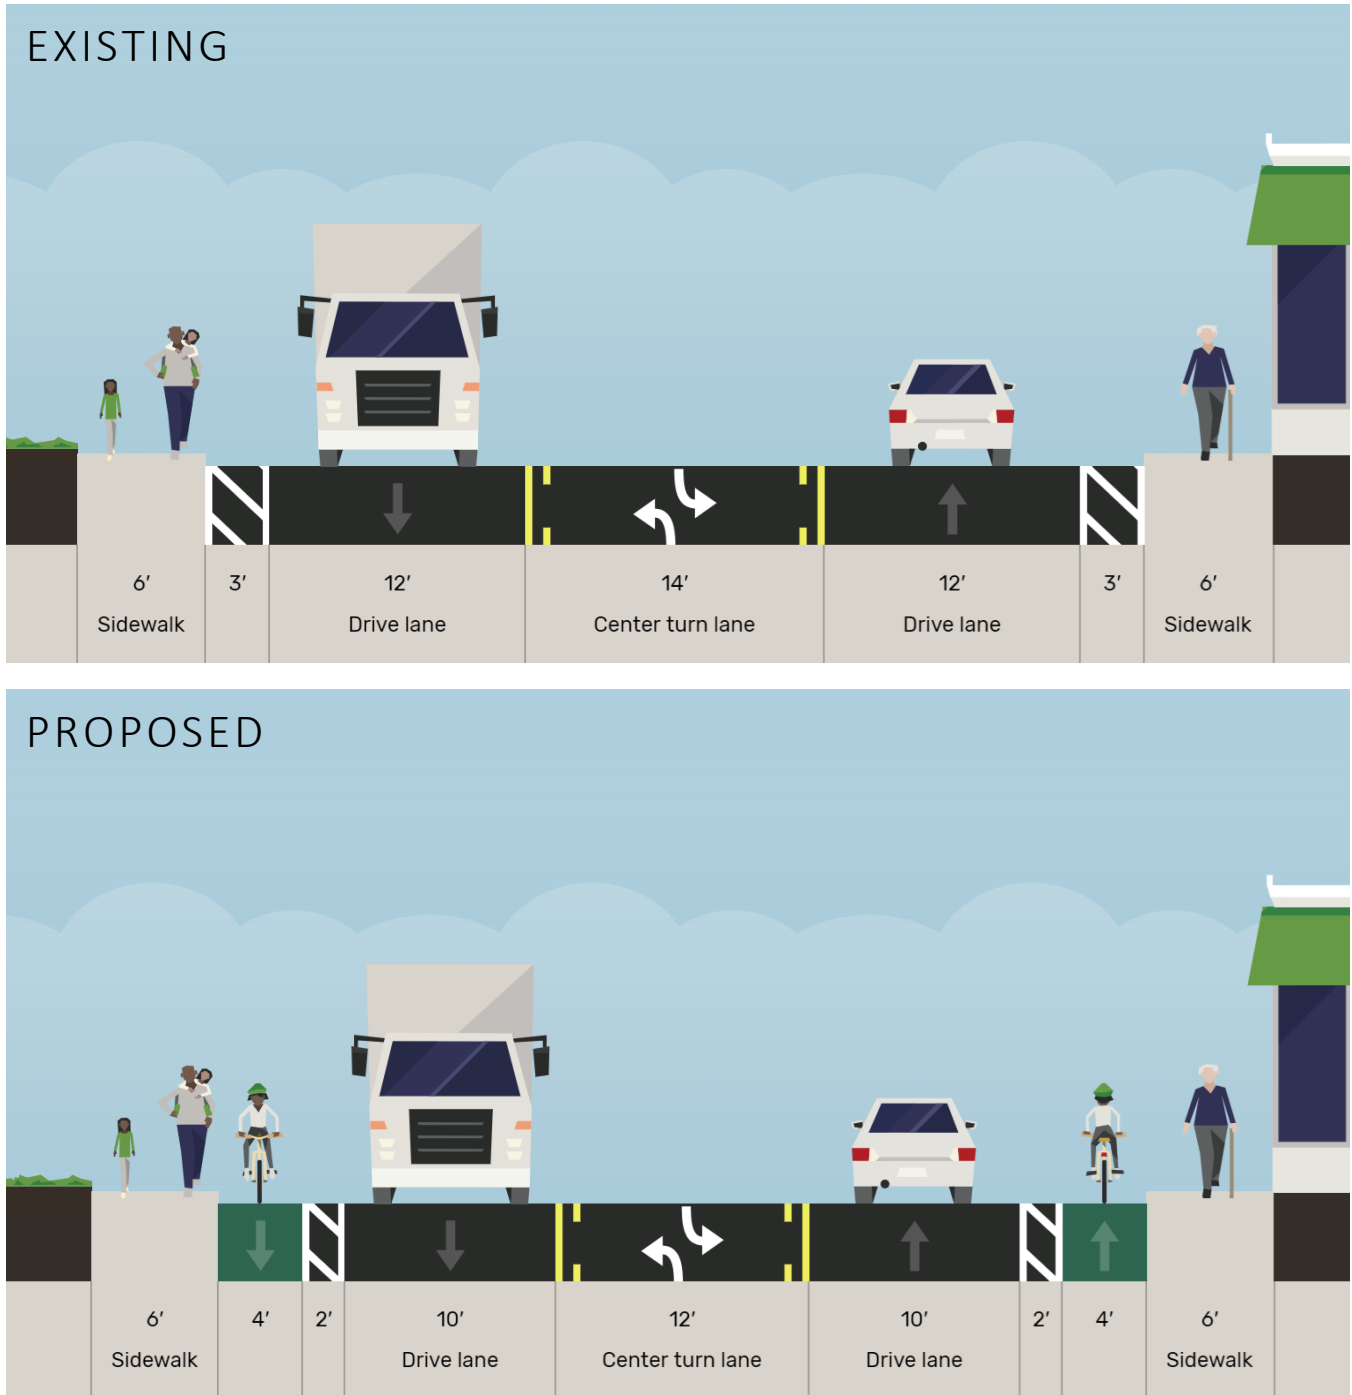 EXISTING
6′ 3′ 12′ 14′ 12′ 3′ 6′
Sidewalk Drive lane Center turn lane Drive lane Sidewalk
PROPOSED
6′ 4′ 2′ 10′ 12′ 10′ 2′ 4′ 6′
Sidewalk Drive lane Center turn lane Drive lane Sidewalk